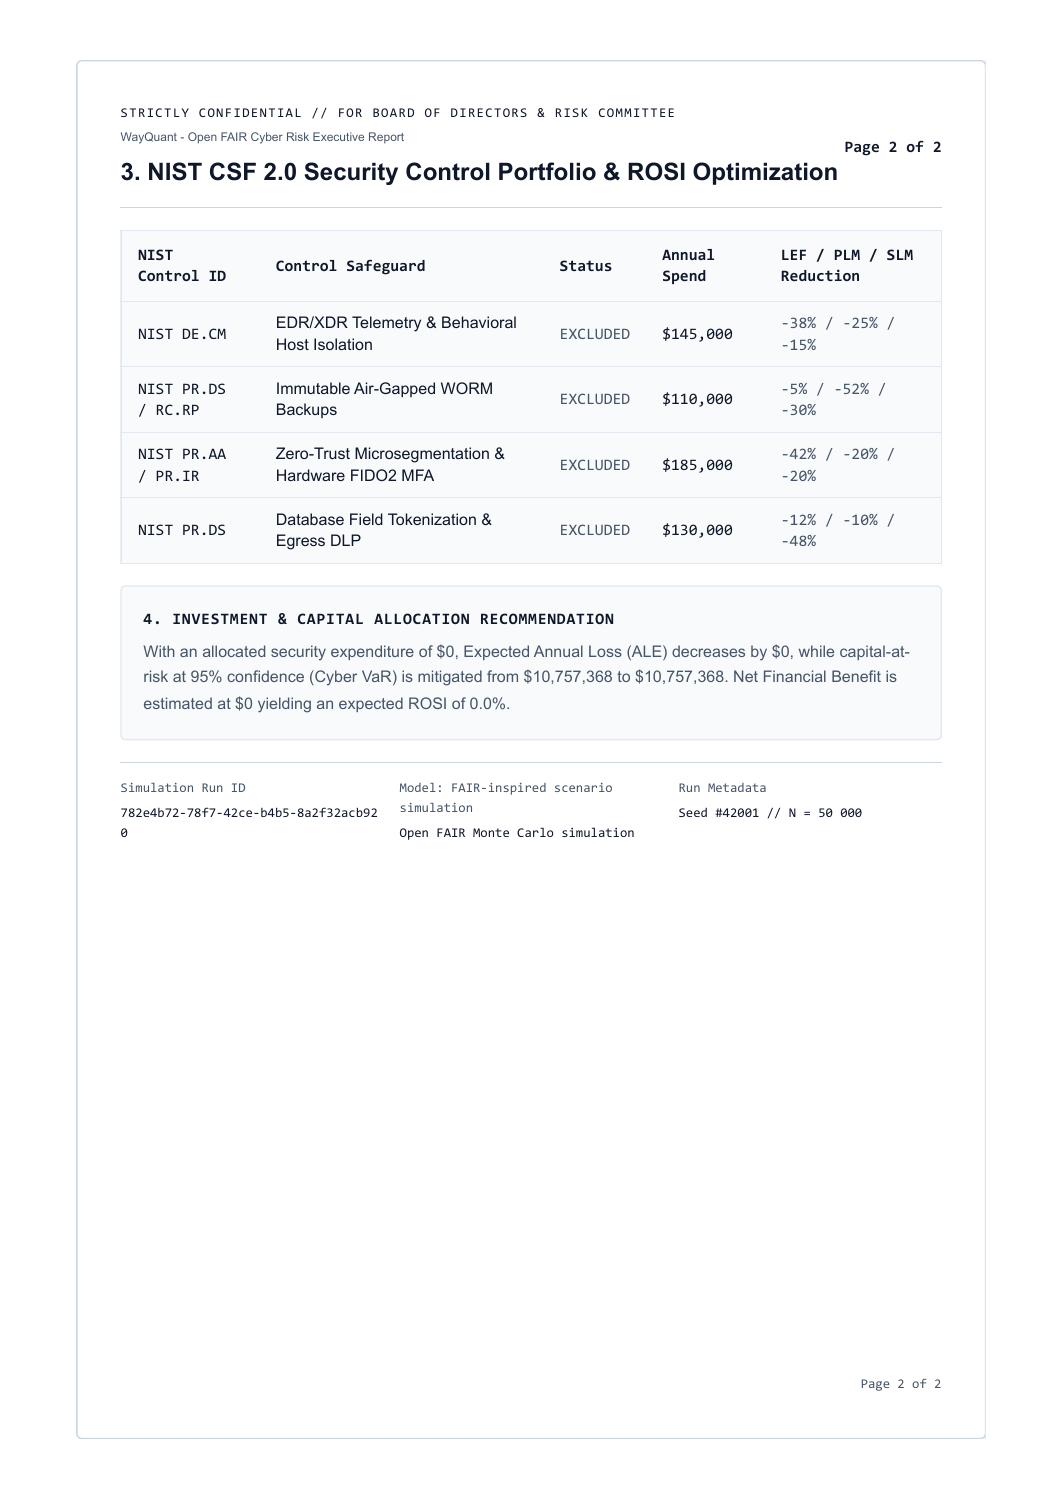 STRICTLY CONFIDENTIAL // FOR BOARD OF DIRECTORS & RISK COMMITTEE
WayQuant - Open FAIR Cyber Risk Executive Report
Page 2 of 2
3. NIST CSF 2.0 Security Control Portfolio & ROSI Optimization
NIST
Control ID
Control Safeguard
Status
Annual
Spend
LEF / PLM / SLM
Reduction
NIST DE.CM
EDR/XDR Telemetry & Behavioral
Host Isolation
EXCLUDED
$145,000
-38% / -25% /
-15%
NIST PR.DS
/ RC.RP
Immutable Air-Gapped WORM
Backups
EXCLUDED
$110,000
-5% / -52% /
-30%
NIST PR.AA
/ PR.IR
Zero-Trust Microsegmentation &
Hardware FIDO2 MFA
EXCLUDED
$185,000
-42% / -20% /
-20%
NIST PR.DS
Database Field Tokenization &
Egress DLP
EXCLUDED
$130,000
-12% / -10% /
-48%
4. INVESTMENT & CAPITAL ALLOCATION RECOMMENDATION
With an allocated security expenditure of $0, Expected Annual Loss (ALE) decreases by $0, while capital-at-
risk at 95% confidence (Cyber VaR) is mitigated from $10,757,368 to $10,757,368. Net Financial Benefit is
estimated at $0 yielding an expected ROSI of 0.0%.
Simulation Run ID
782e4b72-78f7-42ce-b4b5-8a2f32acb92
0
Model: FAIR-inspired scenario
simulation
Open FAIR Monte Carlo simulation
Run Metadata
Seed #42001 // N = 50 000
Page 2 of 2